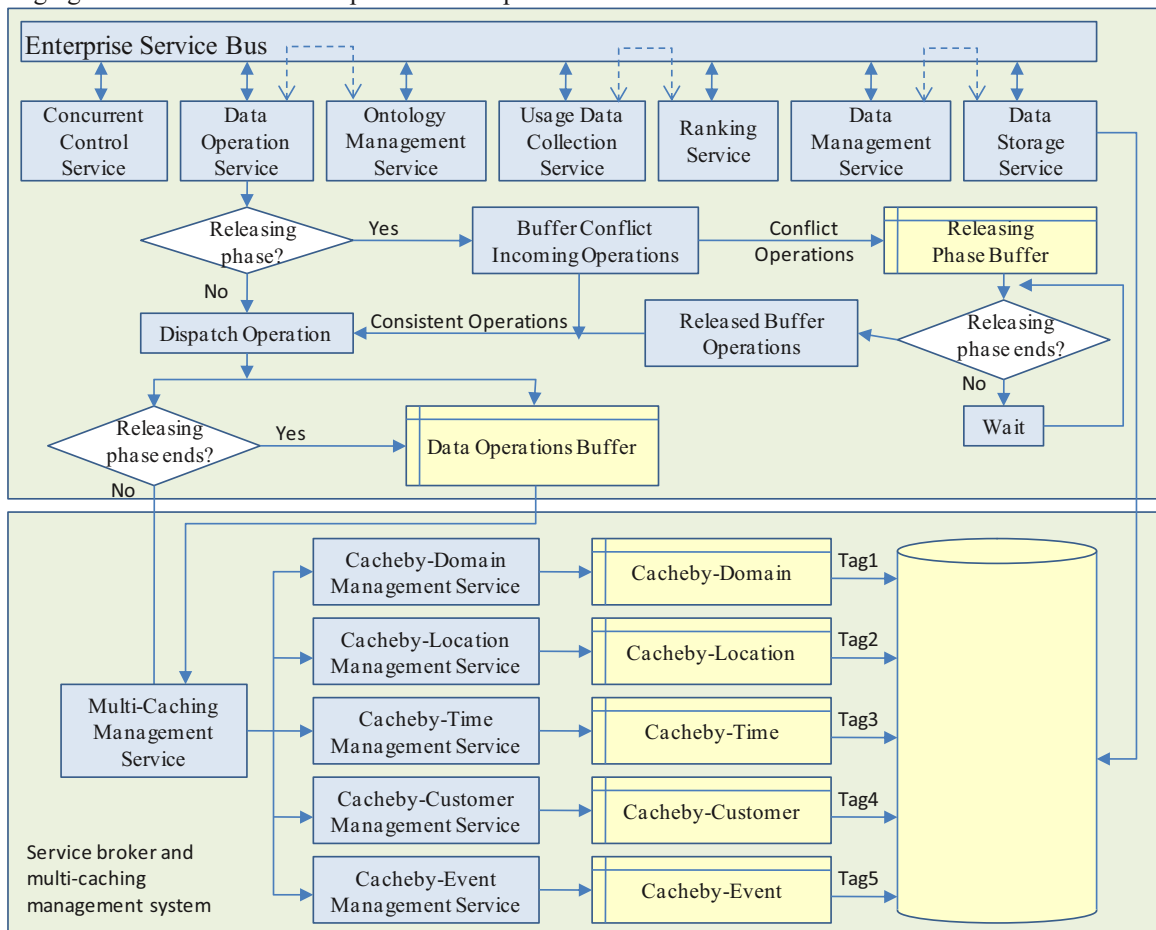 Enterprise Service Bus
Concurrent
Control
Service
Data
Operation
Service
Ontology
Management
Service
Usage Data
Collection
Service
Ranking
Service
Data
Management
Service
Data
Storage
Service
Releasing
phase?
Yes
Buffer Conflict
Incoming Operations
Conflict
Operations
Releasing
Phase Buffer
No
Dispatch Operation
Consistent Operations
Released Buffer
Operations
Releasing
phase ends?
No
Wait
Releasing
phase ends?
Yes
Data Operations Buffer
No
Cacheby-Domain
Management Service
Cacheby-Domain
Tag1
Cacheby-Location
Management Service
Cacheby-Location
Tag2
Multi-Caching
Management
Service
Cacheby-Time
Management Service
Cacheby-Time
Tag3
Cacheby-Customer
Management Service
Cacheby-Customer
Tag4
Cacheby-Event
Management Service
Cacheby-Event
Tag5
Service broker and
multi-caching
management system